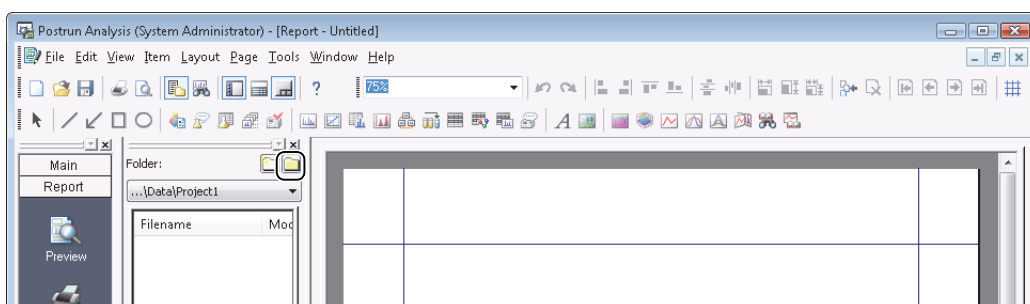 Postrun Analysis (System Administrator) - [Report - Untitled]
File Edit View Item Layout Page Tools Window Help
? 75%
A
Main
Folder:
Report
...\Data\Project1
Filename Mod
Preview